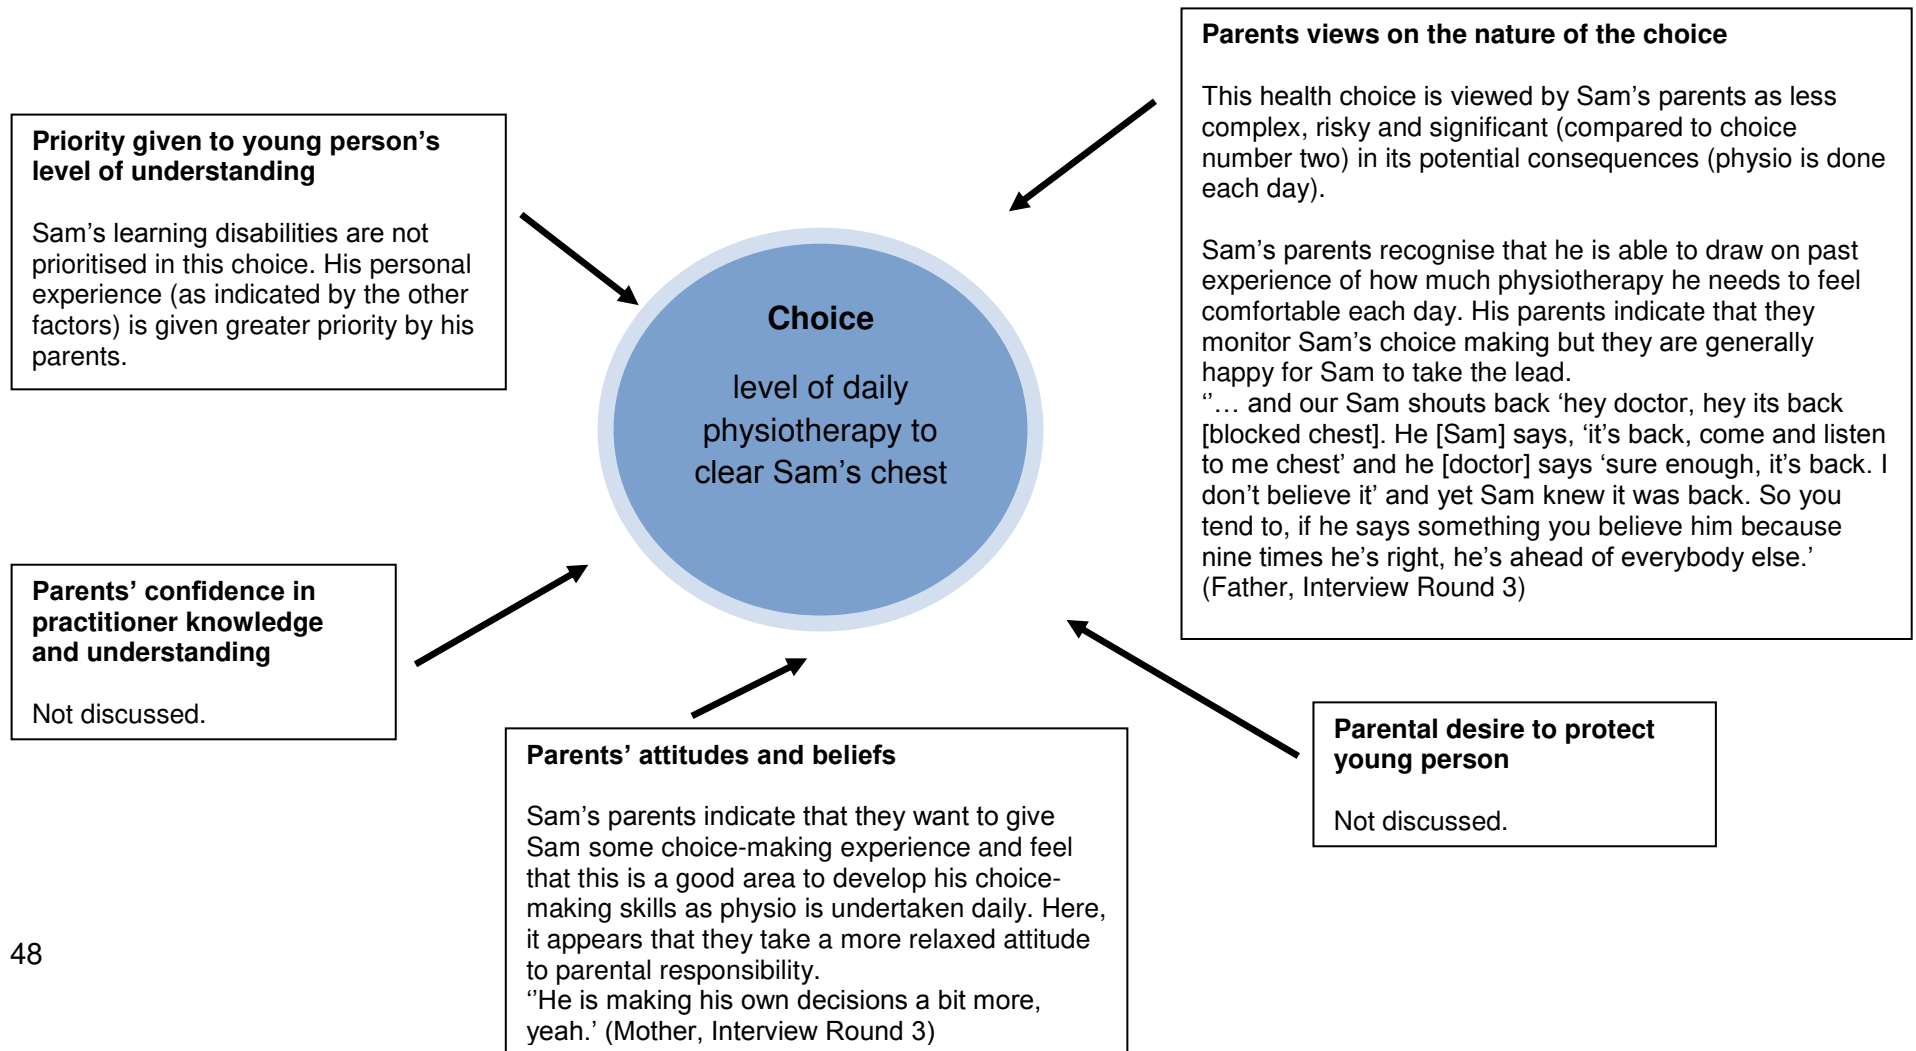 Priority given to young person’s
level of understanding
Sam’s learning disabilities are not
prioritised in this choice. His personal
experience (as indicated by the other
factors) is given greater priority by his
parents.
Choice
level of daily
physiotherapy to
clear Sam’s chest
Parents views on the nature of the choice
This health choice is viewed by Sam’s parents as less
complex, risky and significant (compared to choice
number two) in its potential consequences (physio is done
each day).
Sam’s parents recognise that he is able to draw on past
experience of how much physiotherapy he needs to feel
comfortable each day. His parents indicate that they
monitor Sam’s choice making but they are generally
happy for Sam to take the lead.
‘’… and our Sam shouts back ‘hey doctor, hey its back
[blocked chest]. He [Sam] says, ‘it’s back, come and listen
to me chest’ and he [doctor] says ‘sure enough, it’s back. I
don’t believe it’ and yet Sam knew it was back. So you
tend to, if he says something you believe him because
nine times he’s right, he’s ahead of everybody else.’
(Father, Interview Round 3)
Parents’ confidence in
practitioner knowledge
and understanding
Not discussed.
Parents’ attitudes and beliefs
Sam’s parents indicate that they want to give
Sam some choice-making experience and feel
that this is a good area to develop his choice-
making skills as physio is undertaken daily. Here,
it appears that they take a more relaxed attitude
to parental responsibility.
‘’He is making his own decisions a bit more,
yeah.’ (Mother, Interview Round 3)
Parental desire to protect
young person
Not discussed.
48